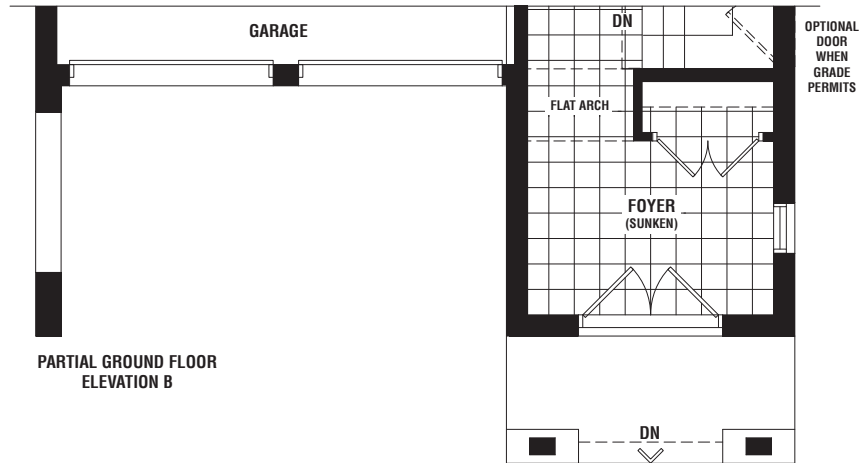 GARAGE
DN
OPTIONAL
DOOR
WHEN
GRADE
PERMITS
FLAT ARCH
FOYER
(SUNKEN)
PARTIAL GROUND FLOOR
ELEVATION B
DN